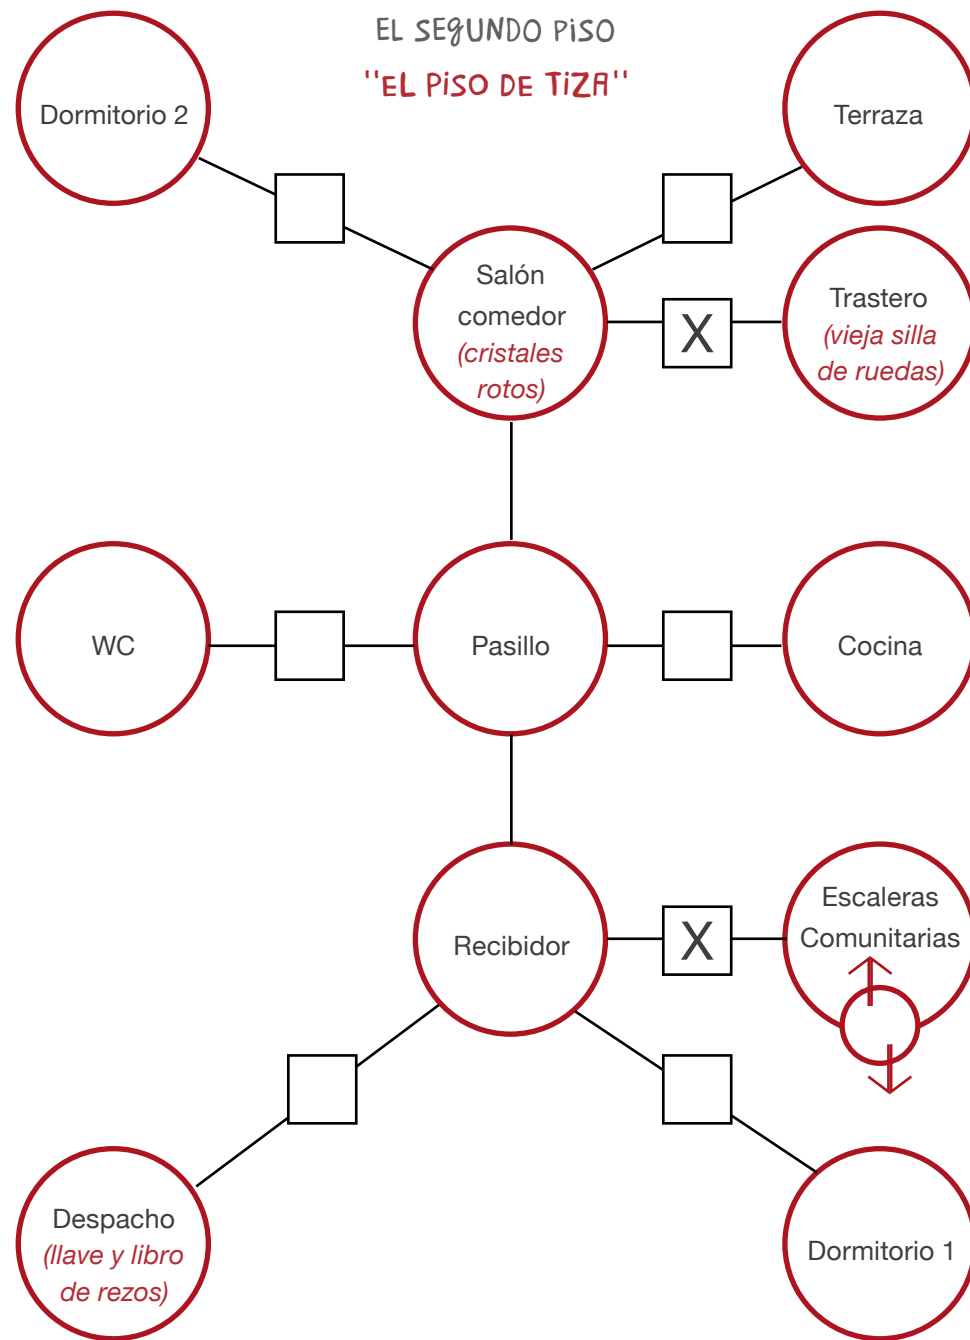 EL SEGUNDO PISO
"EL PISO DE TIZA"
Dormitorio 2
Terraza
Salón
comedor
(cristales
rotos)
X
Trastero
(vieja silla
de ruedas)
WC
Pasillo
Cocina
Recibidor
X
Escaleras
Comunitarias
Despacho
(llave y libro
de rezos)
Dormitorio 1